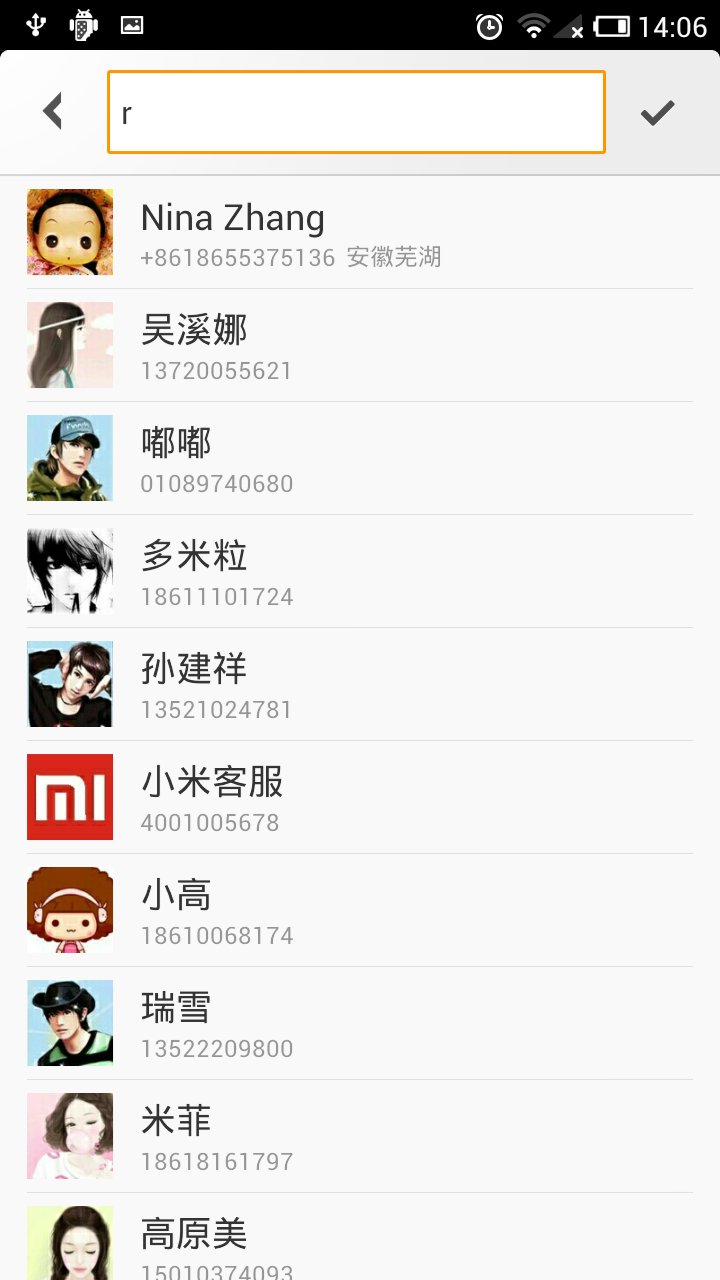 14:06
r
Nina Zhang
+8618655375136 安徽芜湖
吴溪娜
13720055621
嘟嘟
01089740680
多米粒
18611101724
孙建祥
13521024781
小米客服
4001005678
小高
18610068174
瑞雪
13522209800
米菲
18618161797
高原美
15010374093